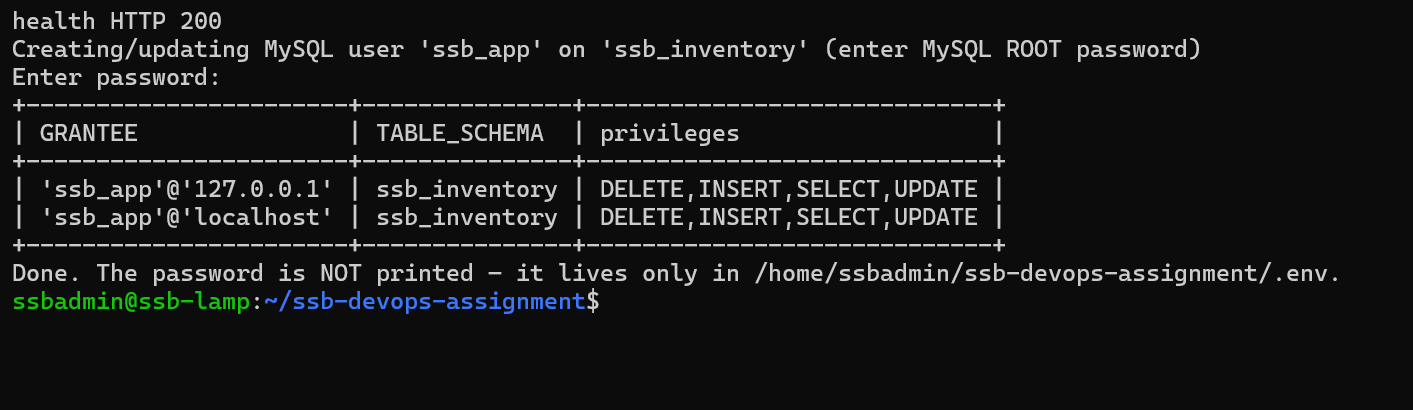 health HTTP 200
Creating/updating MySQL user 'ssb_app' on 'ssb_inventory' (enter MySQL ROOT password)
Enter password:
+----------------------+---------------+-----------------------------+
| GRANTEE              | TABLE_SCHEMA  | privileges                  |
+----------------------+---------------+-----------------------------+
| 'ssb_app'@'127.0.0.1' | ssb_inventory | DELETE,INSERT,SELECT,UPDATE |
| 'ssb_app'@'localhost' | ssb_inventory | DELETE,INSERT,SELECT,UPDATE |
+----------------------+---------------+-----------------------------+
Done. The password is NOT printed — it lives only in /home/ssbadmin/ssb-devops-assignment/.env.
ssbadmin@ssb-lamp:~/ssb-devops-assignment$